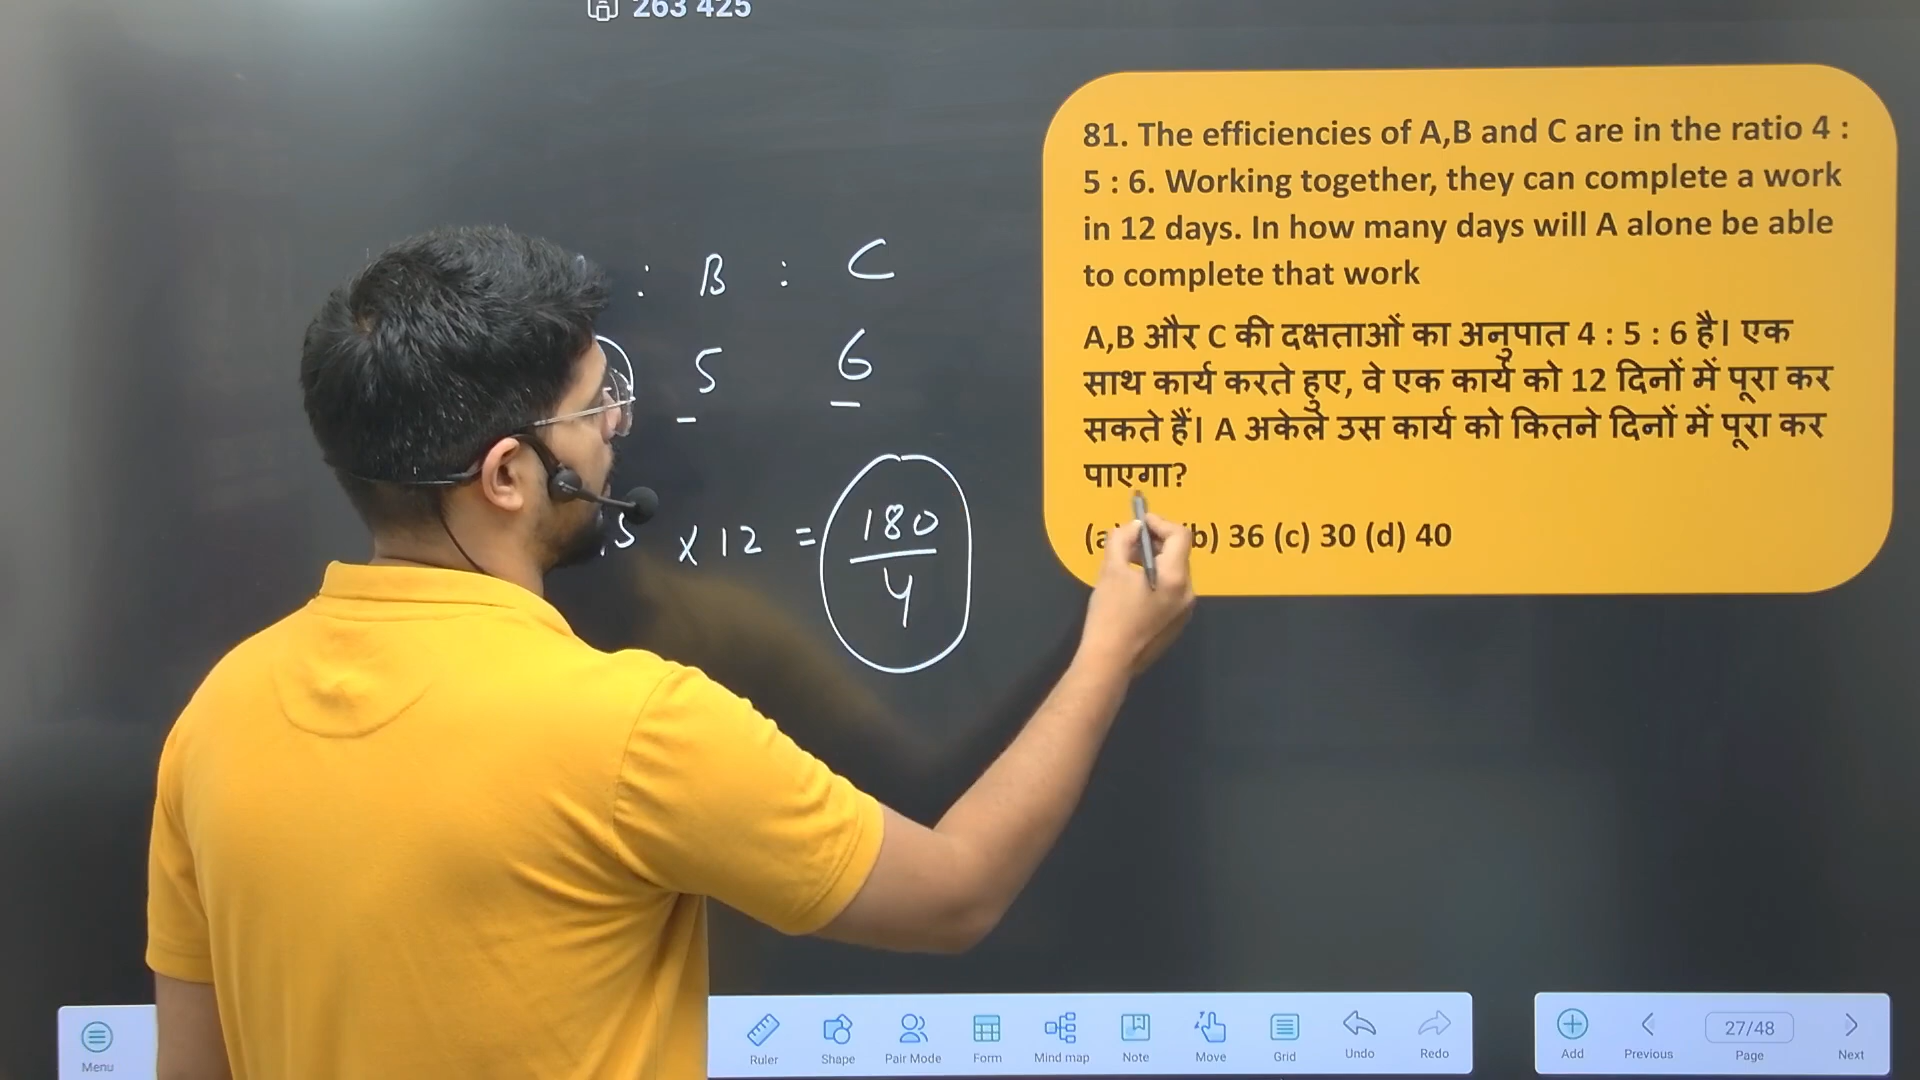 263 425
: B : C
5 6
× 12 = 180
4
81. The efficiencies of A,B and C are in the ratio 4 :
5 : 6. Working together, they can complete a work
in 12 days. In how many days will A alone be able
to complete that work
A,B और C की दक्षताओं का अनुपात 4 : 5 : 6 है। एक
साथ कार्य करते हुए, वे एक कार्य को 12 दिनों में पूरा कर
सकते हैं। A अकेले उस कार्य को कितने दिनों में पूरा कर
पाएगा?
(a b) 36 (c) 30 (d) 40
Menu
Ruler Shape Pair Mode Form Mind map Note Move Grid Undo Redo
Add Previous 27/48 Page Next